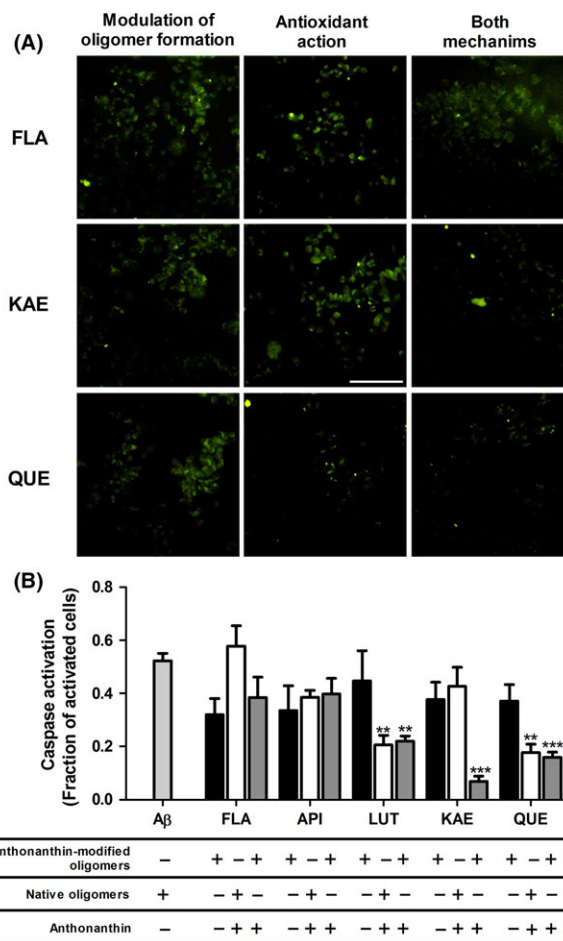 (A)
Modulation of
oligomer formation
Antioxidant
action
Both
mechanims
FLA
KAE
QUE
(B)
Caspase activation
(Fraction of activated cells)
0.8
0.6
0.4
0.2
0.0
** ** *** ** ***
Aβ FLA API LUT KAE QUE
nthonanthin-modified
oligomers
– + – + + – + + – + + – + + – +
Native oligomers
+ – + – – + – – + – – + – – + –
Anthonanthin
– – + + – + + – + + – + + – + +